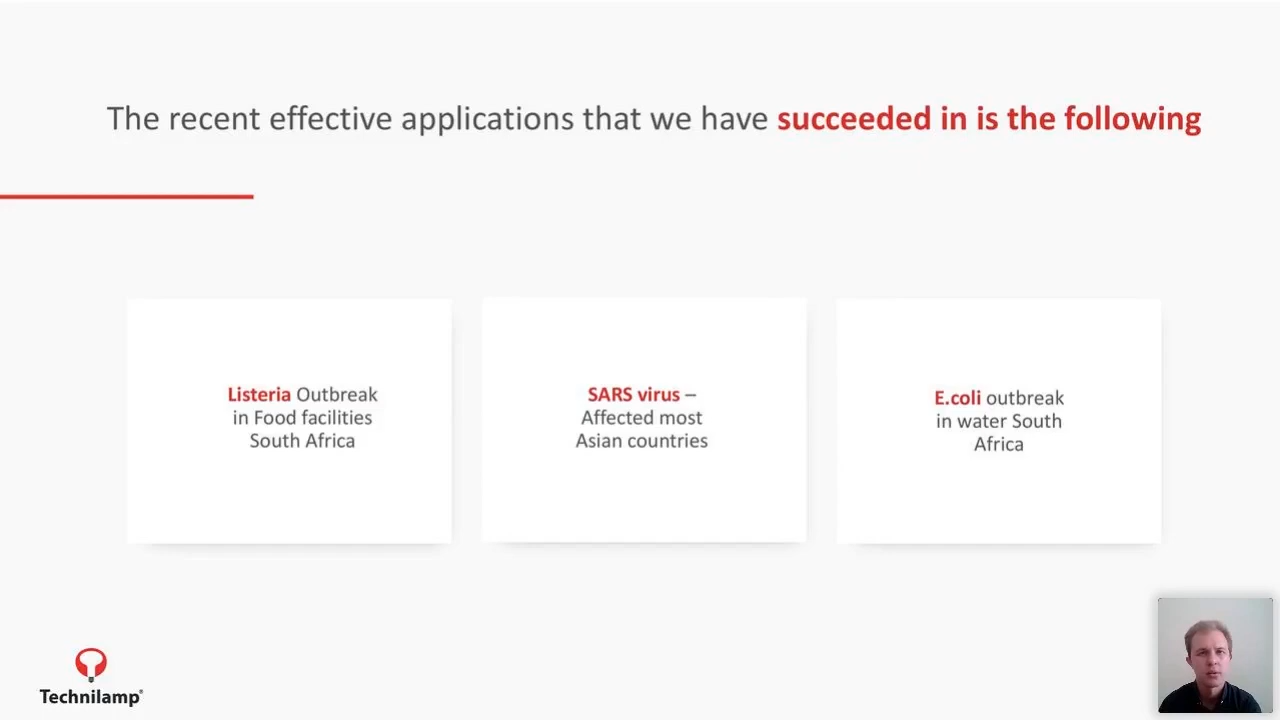 The recent effective applications that we have succeeded in is the following
Listeria Outbreak
in Food facilities
South Africa
SARS virus –
Affected most
Asian countries
E.coli outbreak
in water South
Africa
Technilamp®